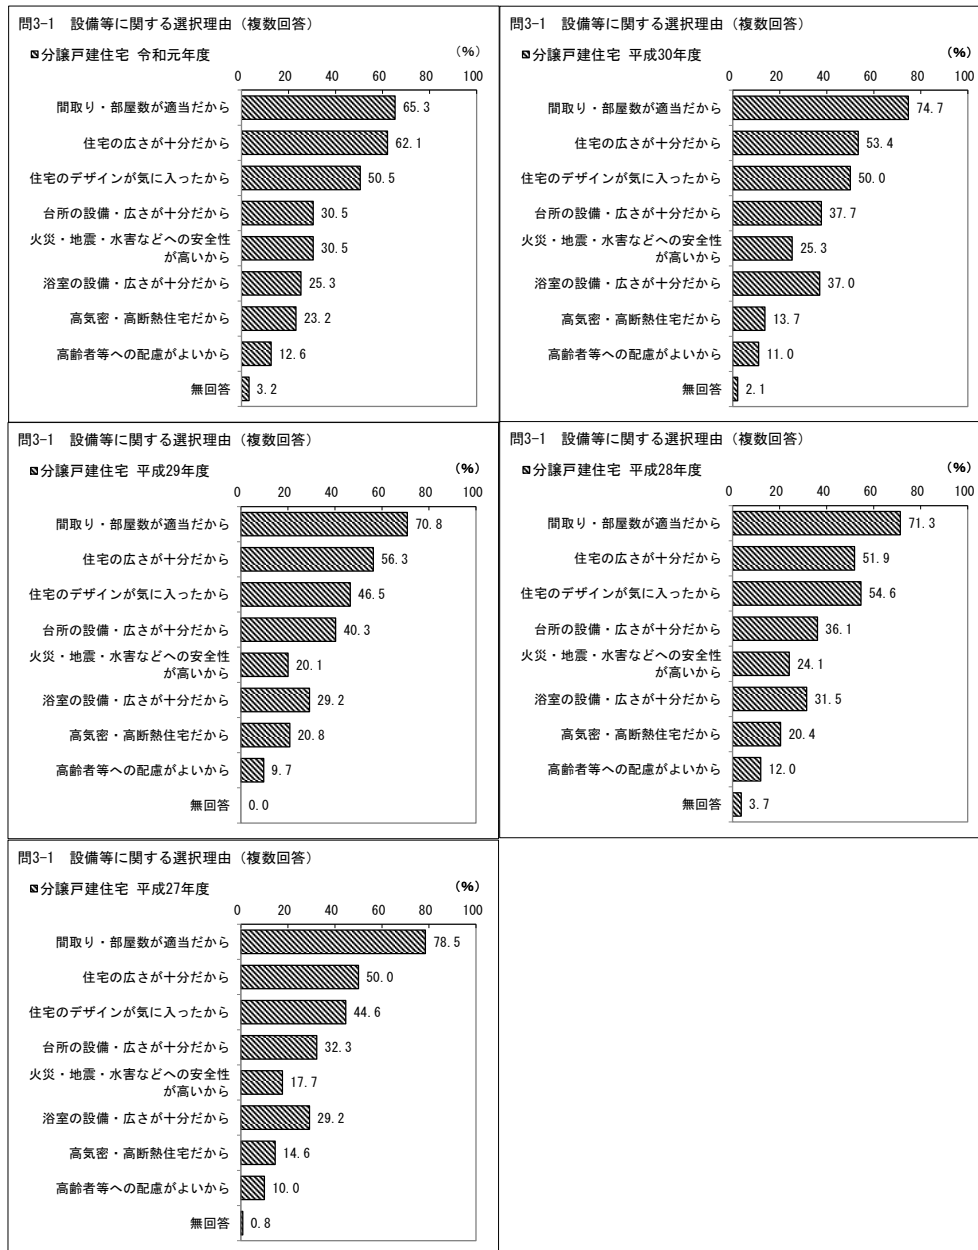 問3-1　設備等に関する選択理由（複数回答）
分譲戸建住宅 令和元年度
(%)
0 20 40 60 80 100
間取り・部屋数が適当だから 65.3
住宅の広さが十分だから 62.1
住宅のデザインが気に入ったから 50.5
台所の設備・広さが十分だから 30.5
火災・地震・水害などへの安全性
が高いから 30.5
浴室の設備・広さが十分だから 25.3
高気密・高断熱住宅だから 23.2
高齢者等への配慮がよいから 12.6
無回答 3.2
問3-1　設備等に関する選択理由（複数回答）
分譲戸建住宅 平成30年度
(%)
0 20 40 60 80 100
間取り・部屋数が適当だから 74.7
住宅の広さが十分だから 53.4
住宅のデザインが気に入ったから 50.0
台所の設備・広さが十分だから 37.7
火災・地震・水害などへの安全性
が高いから 25.3
浴室の設備・広さが十分だから 37.0
高気密・高断熱住宅だから 13.7
高齢者等への配慮がよいから 11.0
無回答 2.1
問3-1　設備等に関する選択理由（複数回答）
分譲戸建住宅 平成29年度
(%)
0 20 40 60 80 100
間取り・部屋数が適当だから 70.8
住宅の広さが十分だから 56.3
住宅のデザインが気に入ったから 46.5
台所の設備・広さが十分だから 40.3
火災・地震・水害などへの安全性
が高いから 20.1
浴室の設備・広さが十分だから 29.2
高気密・高断熱住宅だから 20.8
高齢者等への配慮がよいから 9.7
無回答 0.0
問3-1　設備等に関する選択理由（複数回答）
分譲戸建住宅 平成28年度
(%)
0 20 40 60 80 100
間取り・部屋数が適当だから 71.3
住宅の広さが十分だから 51.9
住宅のデザインが気に入ったから 54.6
台所の設備・広さが十分だから 36.1
火災・地震・水害などへの安全性
が高いから 24.1
浴室の設備・広さが十分だから 31.5
高気密・高断熱住宅だから 20.4
高齢者等への配慮がよいから 12.0
無回答 3.7
問3-1　設備等に関する選択理由（複数回答）
分譲戸建住宅 平成27年度
(%)
0 20 40 60 80 100
間取り・部屋数が適当だから 78.5
住宅の広さが十分だから 50.0
住宅のデザインが気に入ったから 44.6
台所の設備・広さが十分だから 32.3
火災・地震・水害などへの安全性
が高いから 17.7
浴室の設備・広さが十分だから 29.2
高気密・高断熱住宅だから 14.6
高齢者等への配慮がよいから 10.0
無回答 0.8